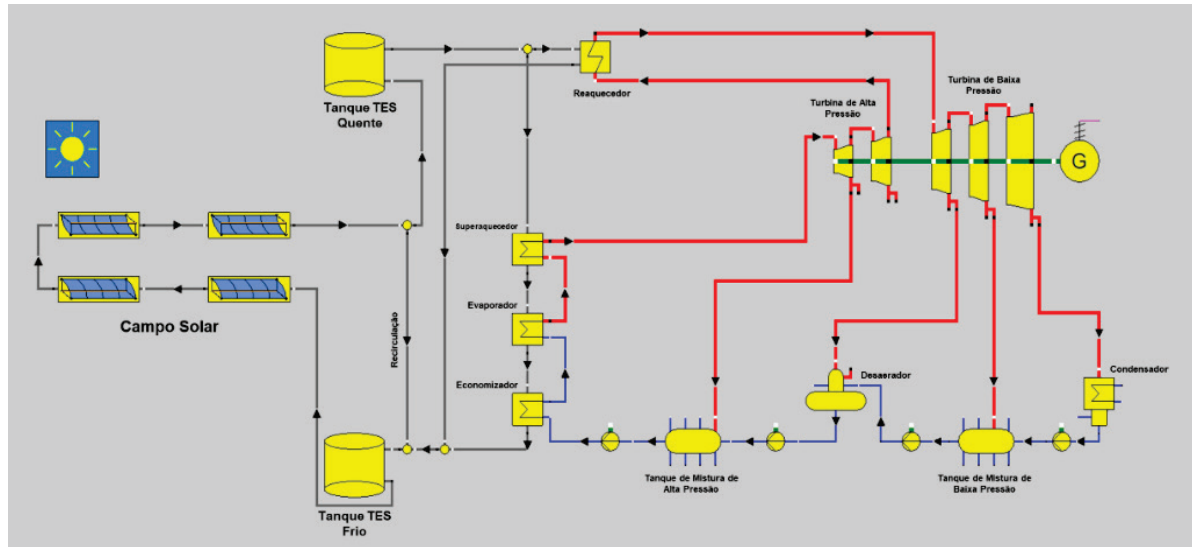 Tanque TES
Quente
Reaquecedor
Turbina de Alta
Pressão
Turbina de Baixa
Pressão
G
Superaquecedor
Evaporador
Economizador
Campo Solar
Recirculação
Desaerador
Condensador
Tanque de Mistura de
Alta Pressão
Tanque de Mistura de
Baixa Pressão
Tanque TES
Frio